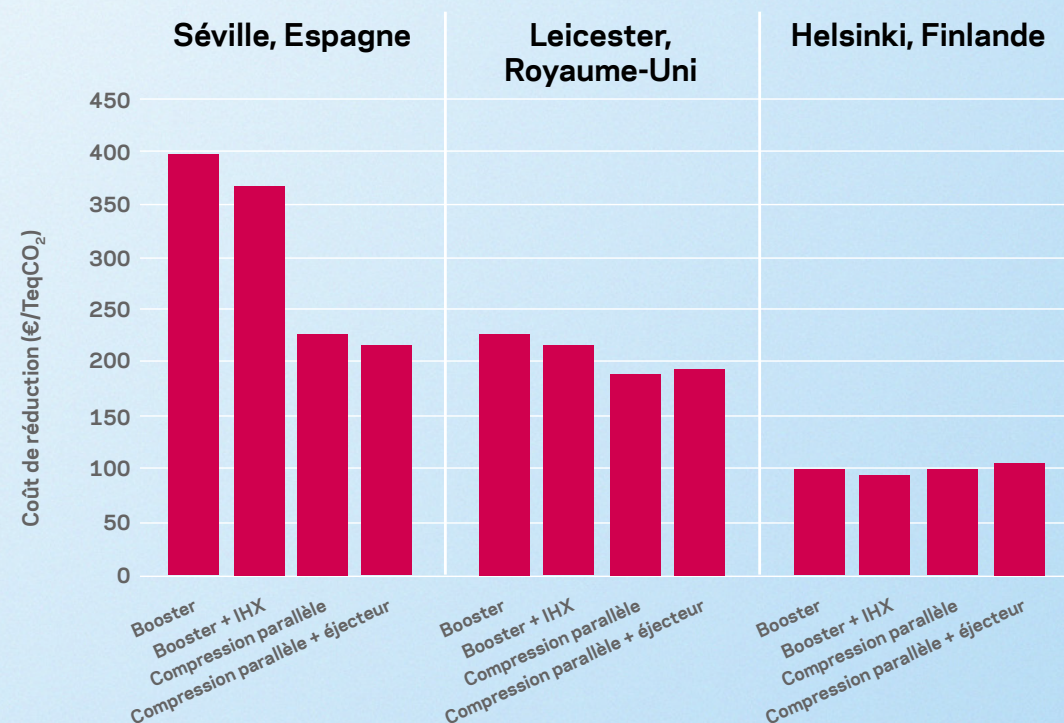 Séville, Espagne
Leicester,
Royaume-Uni
Helsinki, Finlande
Coût de réduction (€/TeqCO₂)
450
400
350
300
250
200
150
100
50
0
Booster
Booster + IHX
Compression parallèle
Compression parallèle + éjecteur
Booster
Booster + IHX
Compression parallèle
Compression parallèle + éjecteur
Booster
Booster + IHX
Compression parallèle
Compression parallèle + éjecteur